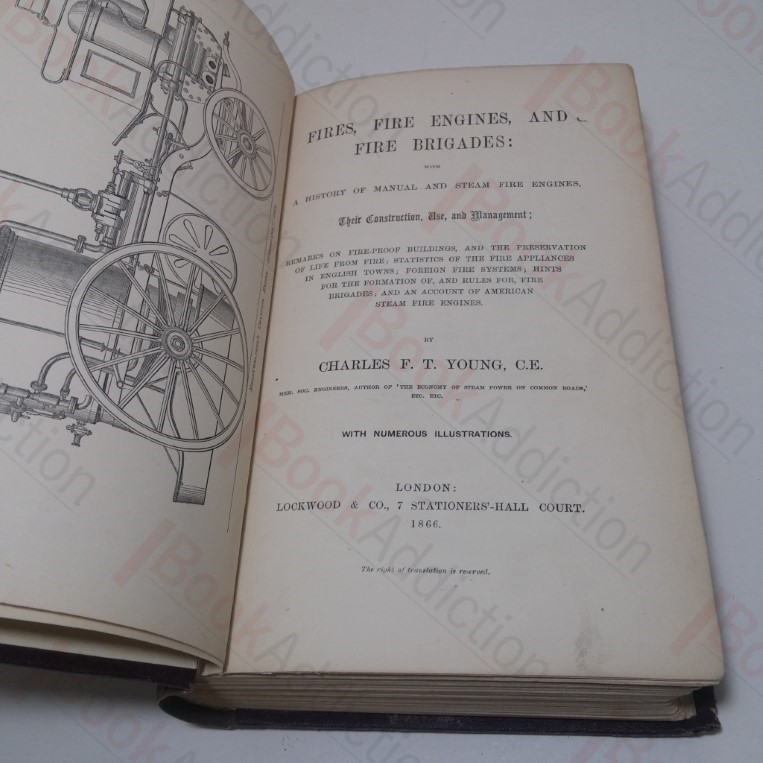 FIRES, FIRE ENGINES, AND
FIRE BRIGADES:
WITH
A HISTORY OF MANUAL AND STEAM FIRE ENGINES,
Their Construction, Use, and Management;
REMARKS ON FIRE-PROOF BUILDINGS, AND THE PRESERVATION
OF LIFE FROM FIRE; STATISTICS OF THE FIRE APPLIANCES
IN ENGLISH TOWNS; FOREIGN FIRE SYSTEMS; HINTS
FOR THE FORMATION OF, AND RULES FOR, FIRE
BRIGADES; AND AN ACCOUNT OF AMERICAN
STEAM FIRE ENGINES.
BY
CHARLES F. T. YOUNG, C.E.
MEM. SOC. ENGINEERS, AUTHOR OF 'THE ECONOMY OF STEAM POWER ON COMMON ROADS,'
ETC. ETC.
WITH NUMEROUS ILLUSTRATIONS.
LONDON:
LOCKWOOD & CO., 7 STATIONERS'-HALL COURT.
1866.
The right of translation is reserved.
BookAddiction